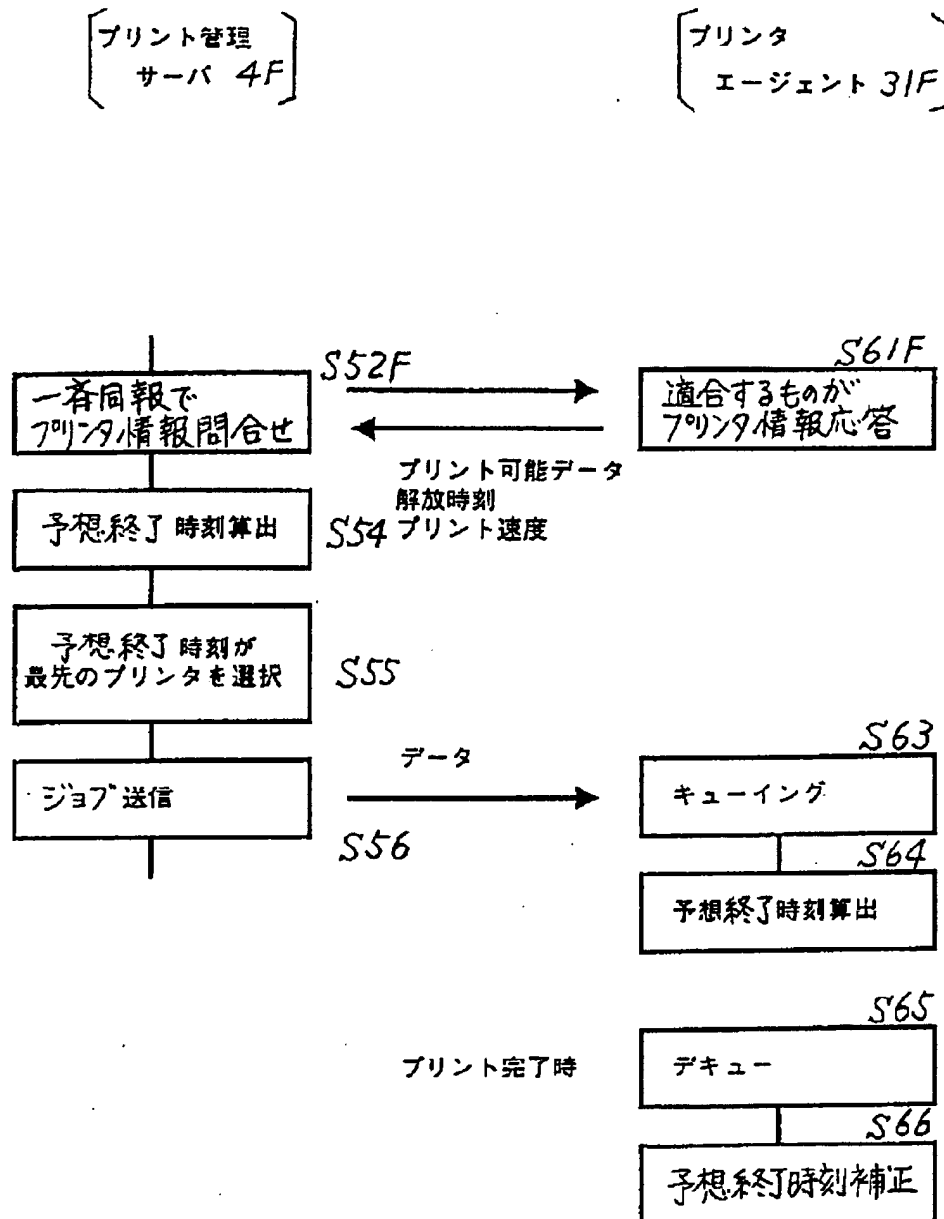 プリント管理
サーバ 4F
プリンタ
エージェント 31F
S52F
S61F
一斉同報で
プリンタ情報問合せ
適合するものが
プリンタ情報応答
プリント可能データ
解放時刻
プリント速度
予想終了時刻算出
S54
予想終了時刻が
最先のプリンタを選択
S55
データ
S63
ジョブ送信
キューイング
S56
S64
予想終了時刻算出
S65
プリント完了時
デキュー
S66
予想終了時刻補正